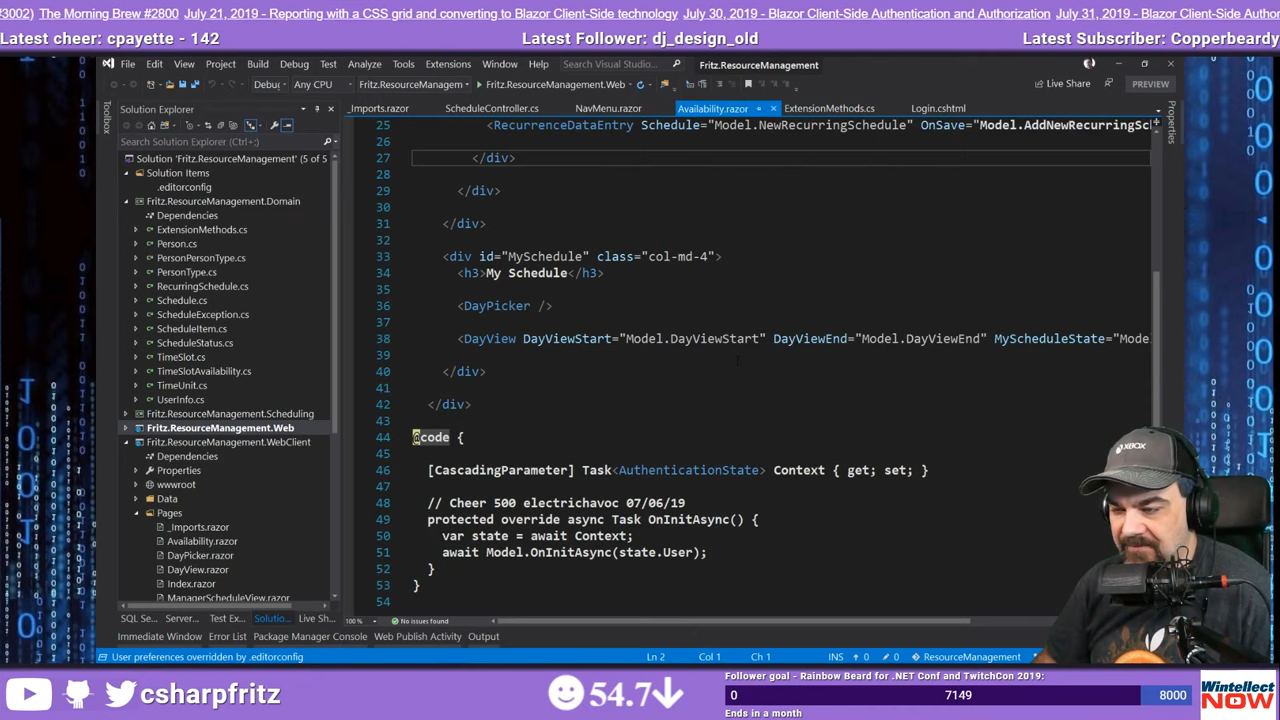 #3002) The Morning Brew #2800 July 21, 2019 - Reporting with a CSS grid and converting to Blazor Client-Side technology July 30, 2019 - Blazor Client-Side Authentication and Authorization July 31, 2019 - Blazor Client-Side Author
Latest cheer: cpayette - 142 Latest Follower: dj_design_old Latest Subscriber: Copperbeardy
File Edit View Project Build Debug Test Analyze Tools Extensions Window Help Search Visual Studio Fritz.ResourceManagement
Debug Any CPU Fritz.ResourceManagem Fritz.ResourceManagement.Web Live Share PREVIEW
Toolbox
Solution Explorer
Search Solution Explorer (Ctrl+;)
Solution 'Fritz.ResourceManagement' (5 of 5
Solution Items
.editorconfig
Fritz.ResourceManagement.Domain
Dependencies
ExtensionMethods.cs
Person.cs
PersonPersonType.cs
PersonType.cs
RecurringSchedule.cs
Schedule.cs
ScheduleException.cs
ScheduleItem.cs
ScheduleStatus.cs
TimeSlot.cs
TimeSlotAvailability.cs
TimeUnit.cs
UserInfo.cs
Fritz.ResourceManagement.Scheduling
Fritz.ResourceManagement.Web
Fritz.ResourceManagement.WebClient
Dependencies
Properties
wwwroot
Data
Pages
_Imports.razor
Availability.razor
DayPicker.razor
DayView.razor
Index.razor
ManagerScheduleView.razor
SQL Se... Server... Test Ex... Solutio... Live Sh...
_Imports.razor ScheduleController.cs NavMenu.razor Availability.razor ExtensionMethods.cs Login.cshtml
Properties
25 <RecurrenceDataEntry Schedule="Model.NewRecurringSchedule" OnSave="Model.AddNewRecurringSc
26
27 </div>
28
29 </div>
30
31 </div>
32
33 <div id="MySchedule" class="col-md-4">
34 <h3>My Schedule</h3>
35
36 <DayPicker />
37
38 <DayView DayViewStart="Model.DayViewStart" DayViewEnd="Model.DayViewEnd" MyScheduleState="Mode
39
40 </div>
41
42 </div>
43
44 @code {
45
46 [CascadingParameter] Task<AuthenticationState> Context { get; set; }
47
48 // Cheer 500 electrichavoc 07/06/19
49 protected override async Task OnInitAsync() {
50 var state = await Context;
51 await Model.OnInitAsync(state.User);
52 }
53 }
54
100 % No issues found
Immediate Window Error List Package Manager Console Web Publish Activity Output
User preferences overridden by .editorconfig Ln 2 Col 1 Ch 1 INS 0 0 ResourceManagement
XBOX
csharpfritz
54.7
Follower goal - Rainbow Beard for .NET Conf and TwitchCon 2019:
0 7149 8000
Ends in a month
Wintellect
NOW